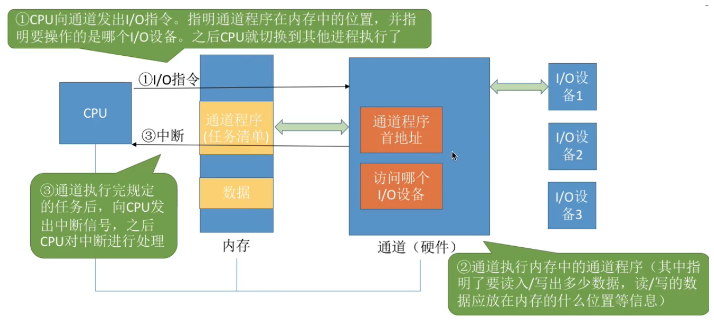 ①CPU向通道发出I/O指令。指明通道程序在内存中的位置，并指
明要操作的是哪个I/O设备。之后CPU就切换到其他进程执行了
①I/O指令
CPU
通道程序
(任务清单)
③中断
数据
内存
通道程序
首地址
访问哪个
I/O设备
通道（硬件）
I/O设
备1
I/O设
备2
I/O设
备3
③通道执行完规定
的任务后，向CPU发
出中断信号，之后
CPU对中断进行处理
②通道执行内存中的通道程序（其中指
明了要读入/写出多少数据，读/写的数
据应放在内存的什么位置等信息）